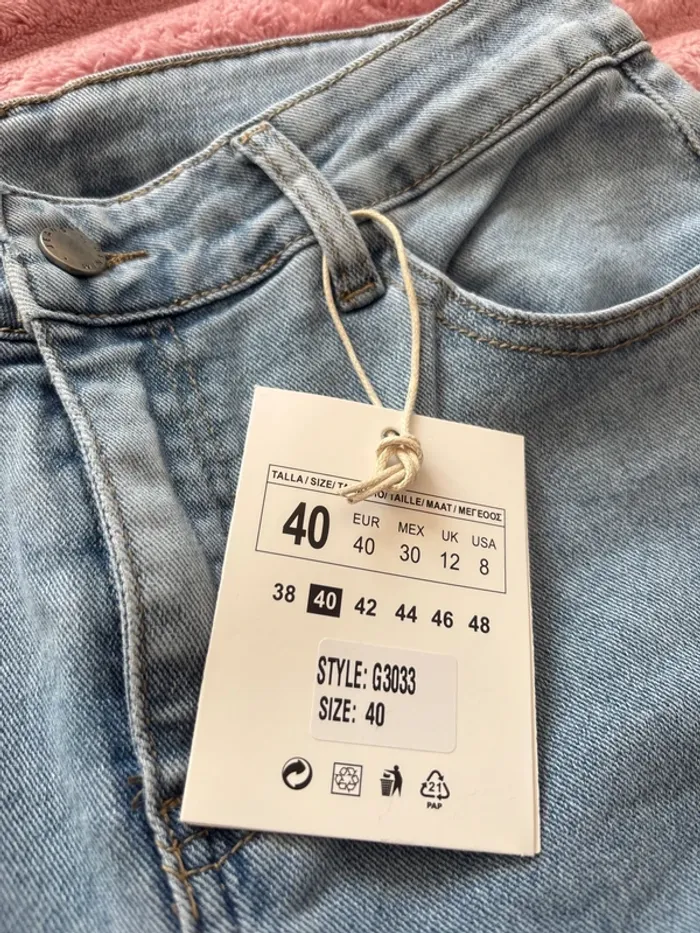 TALLA / SIZE/ TAILLE/ MAAT / ΜΕΓΕΘΟΣ
40 EUR MEX UK USA
40 30 12 8
38 40 42 44 46 48
STYLE: G3033
SIZE: 40
21
PAP